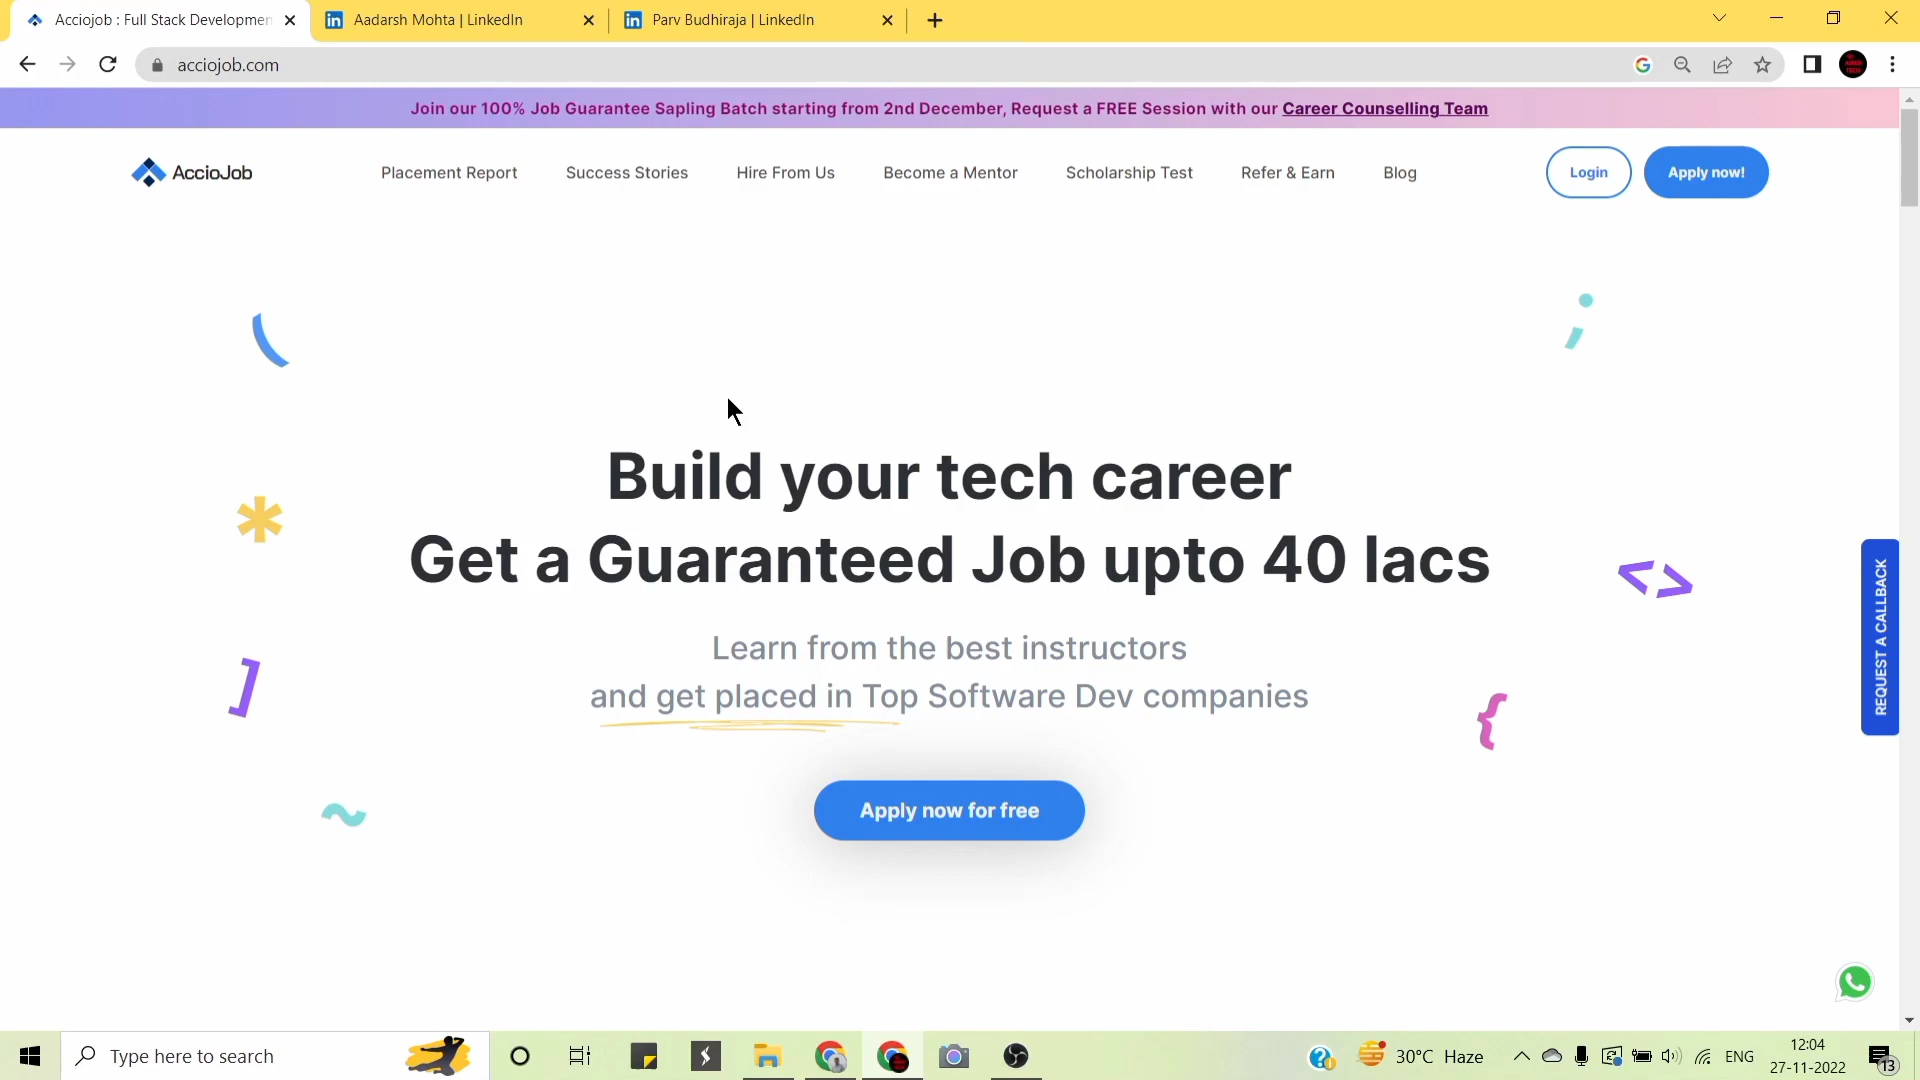 Acciojob : Full Stack Developmen
Aadarsh Mohta | LinkedIn
Parv Budhiraja | LinkedIn
acciojob.com
Join our 100% Job Guarantee Sapling Batch starting from 2nd December, Request a FREE Session with our Career Counselling Team
AccioJob
Placement Report
Success Stories
Hire From Us
Become a Mentor
Scholarship Test
Refer & Earn
Blog
Login
Apply now!
Build your tech career
Get a Guaranteed Job upto 40 lacs
Learn from the best instructors
and get placed in Top Software Dev companies
Apply now for free
REQUEST A CALLBACK
Type here to search
30°C Haze
ENG
12:04
27-11-2022
13